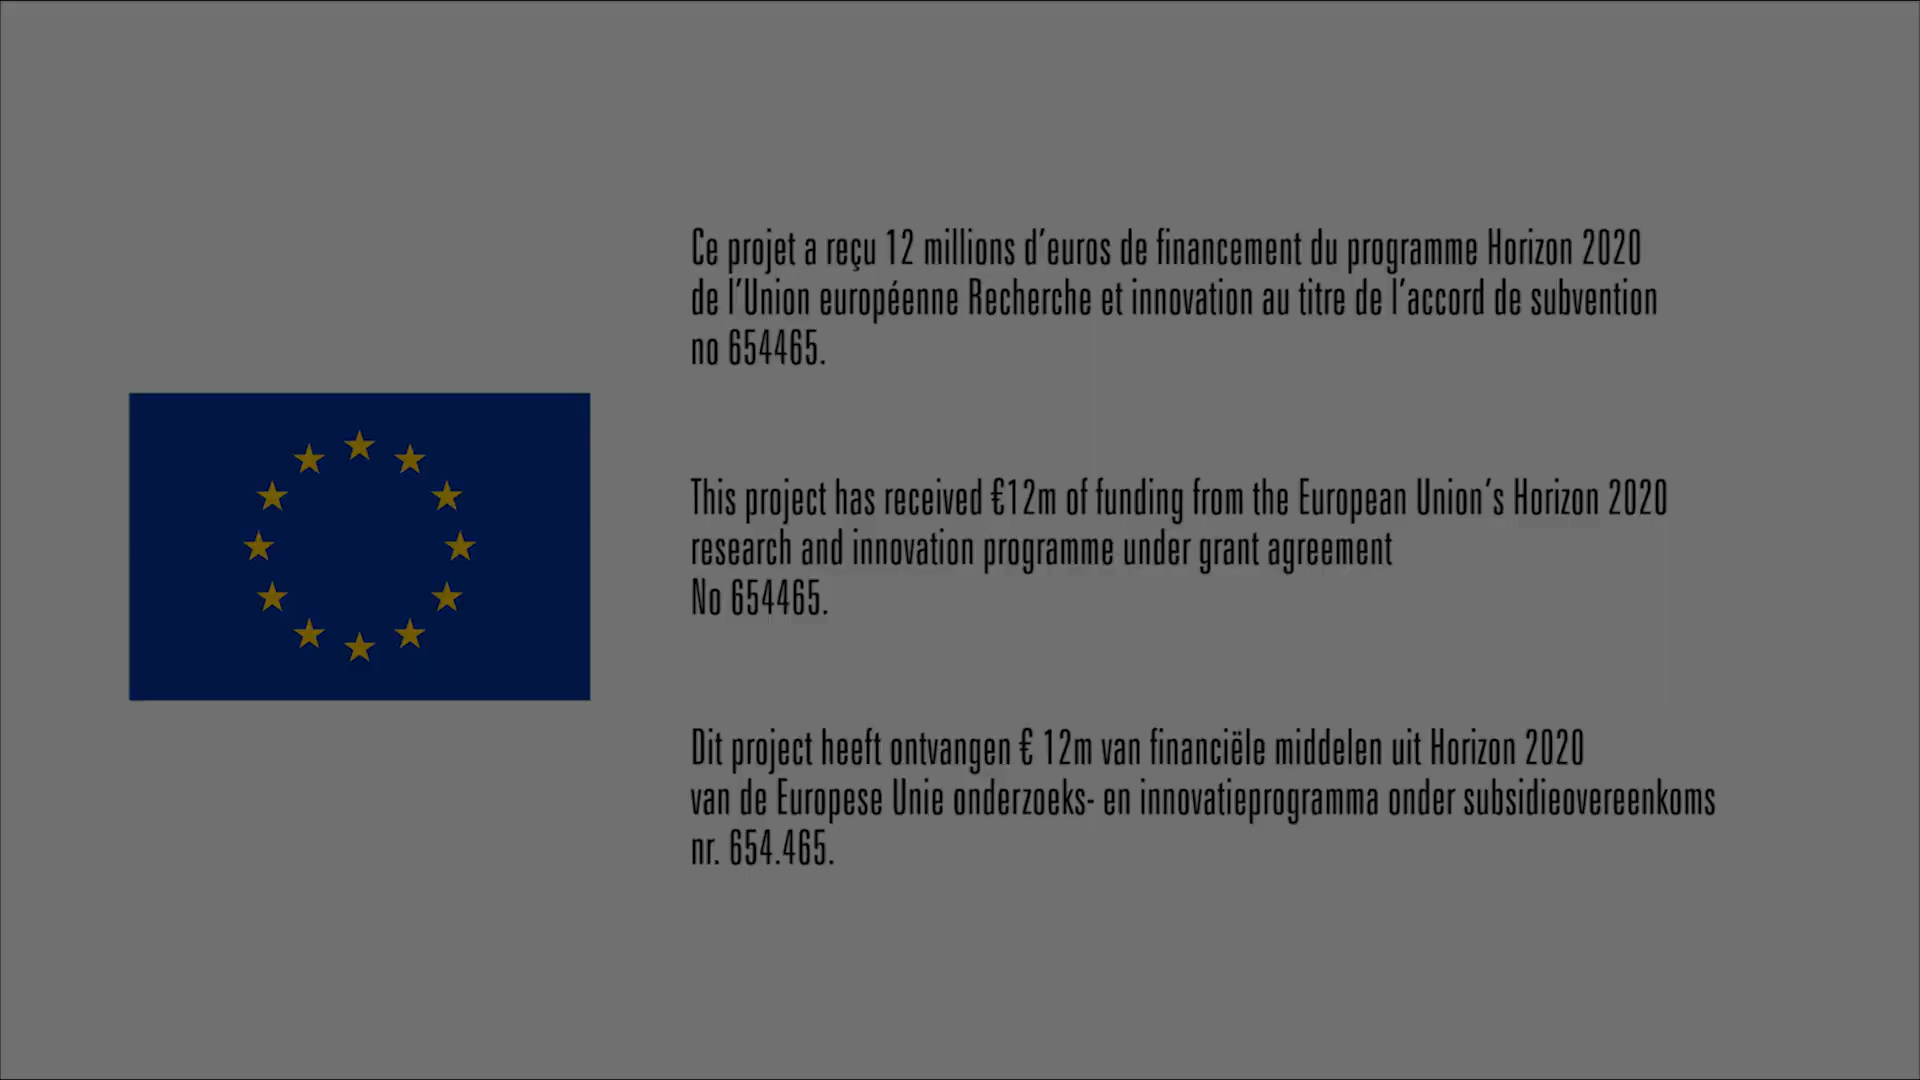 Ce projet a reçu 12 millions d’euros de financement du programme Horizon 2020
de l’Union européenne Recherche et innovation au titre de l’accord de subvention
no 654465.
This project has received €12m of funding from the European Union’s Horizon 2020
research and innovation programme under grant agreement
No 654465.
Dit project heeft ontvangen € 12m van financiële middelen uit Horizon 2020
van de Europese Unie onderzoeks- en innovatieprogramma onder subsidieovereenkoms
nr. 654.465.